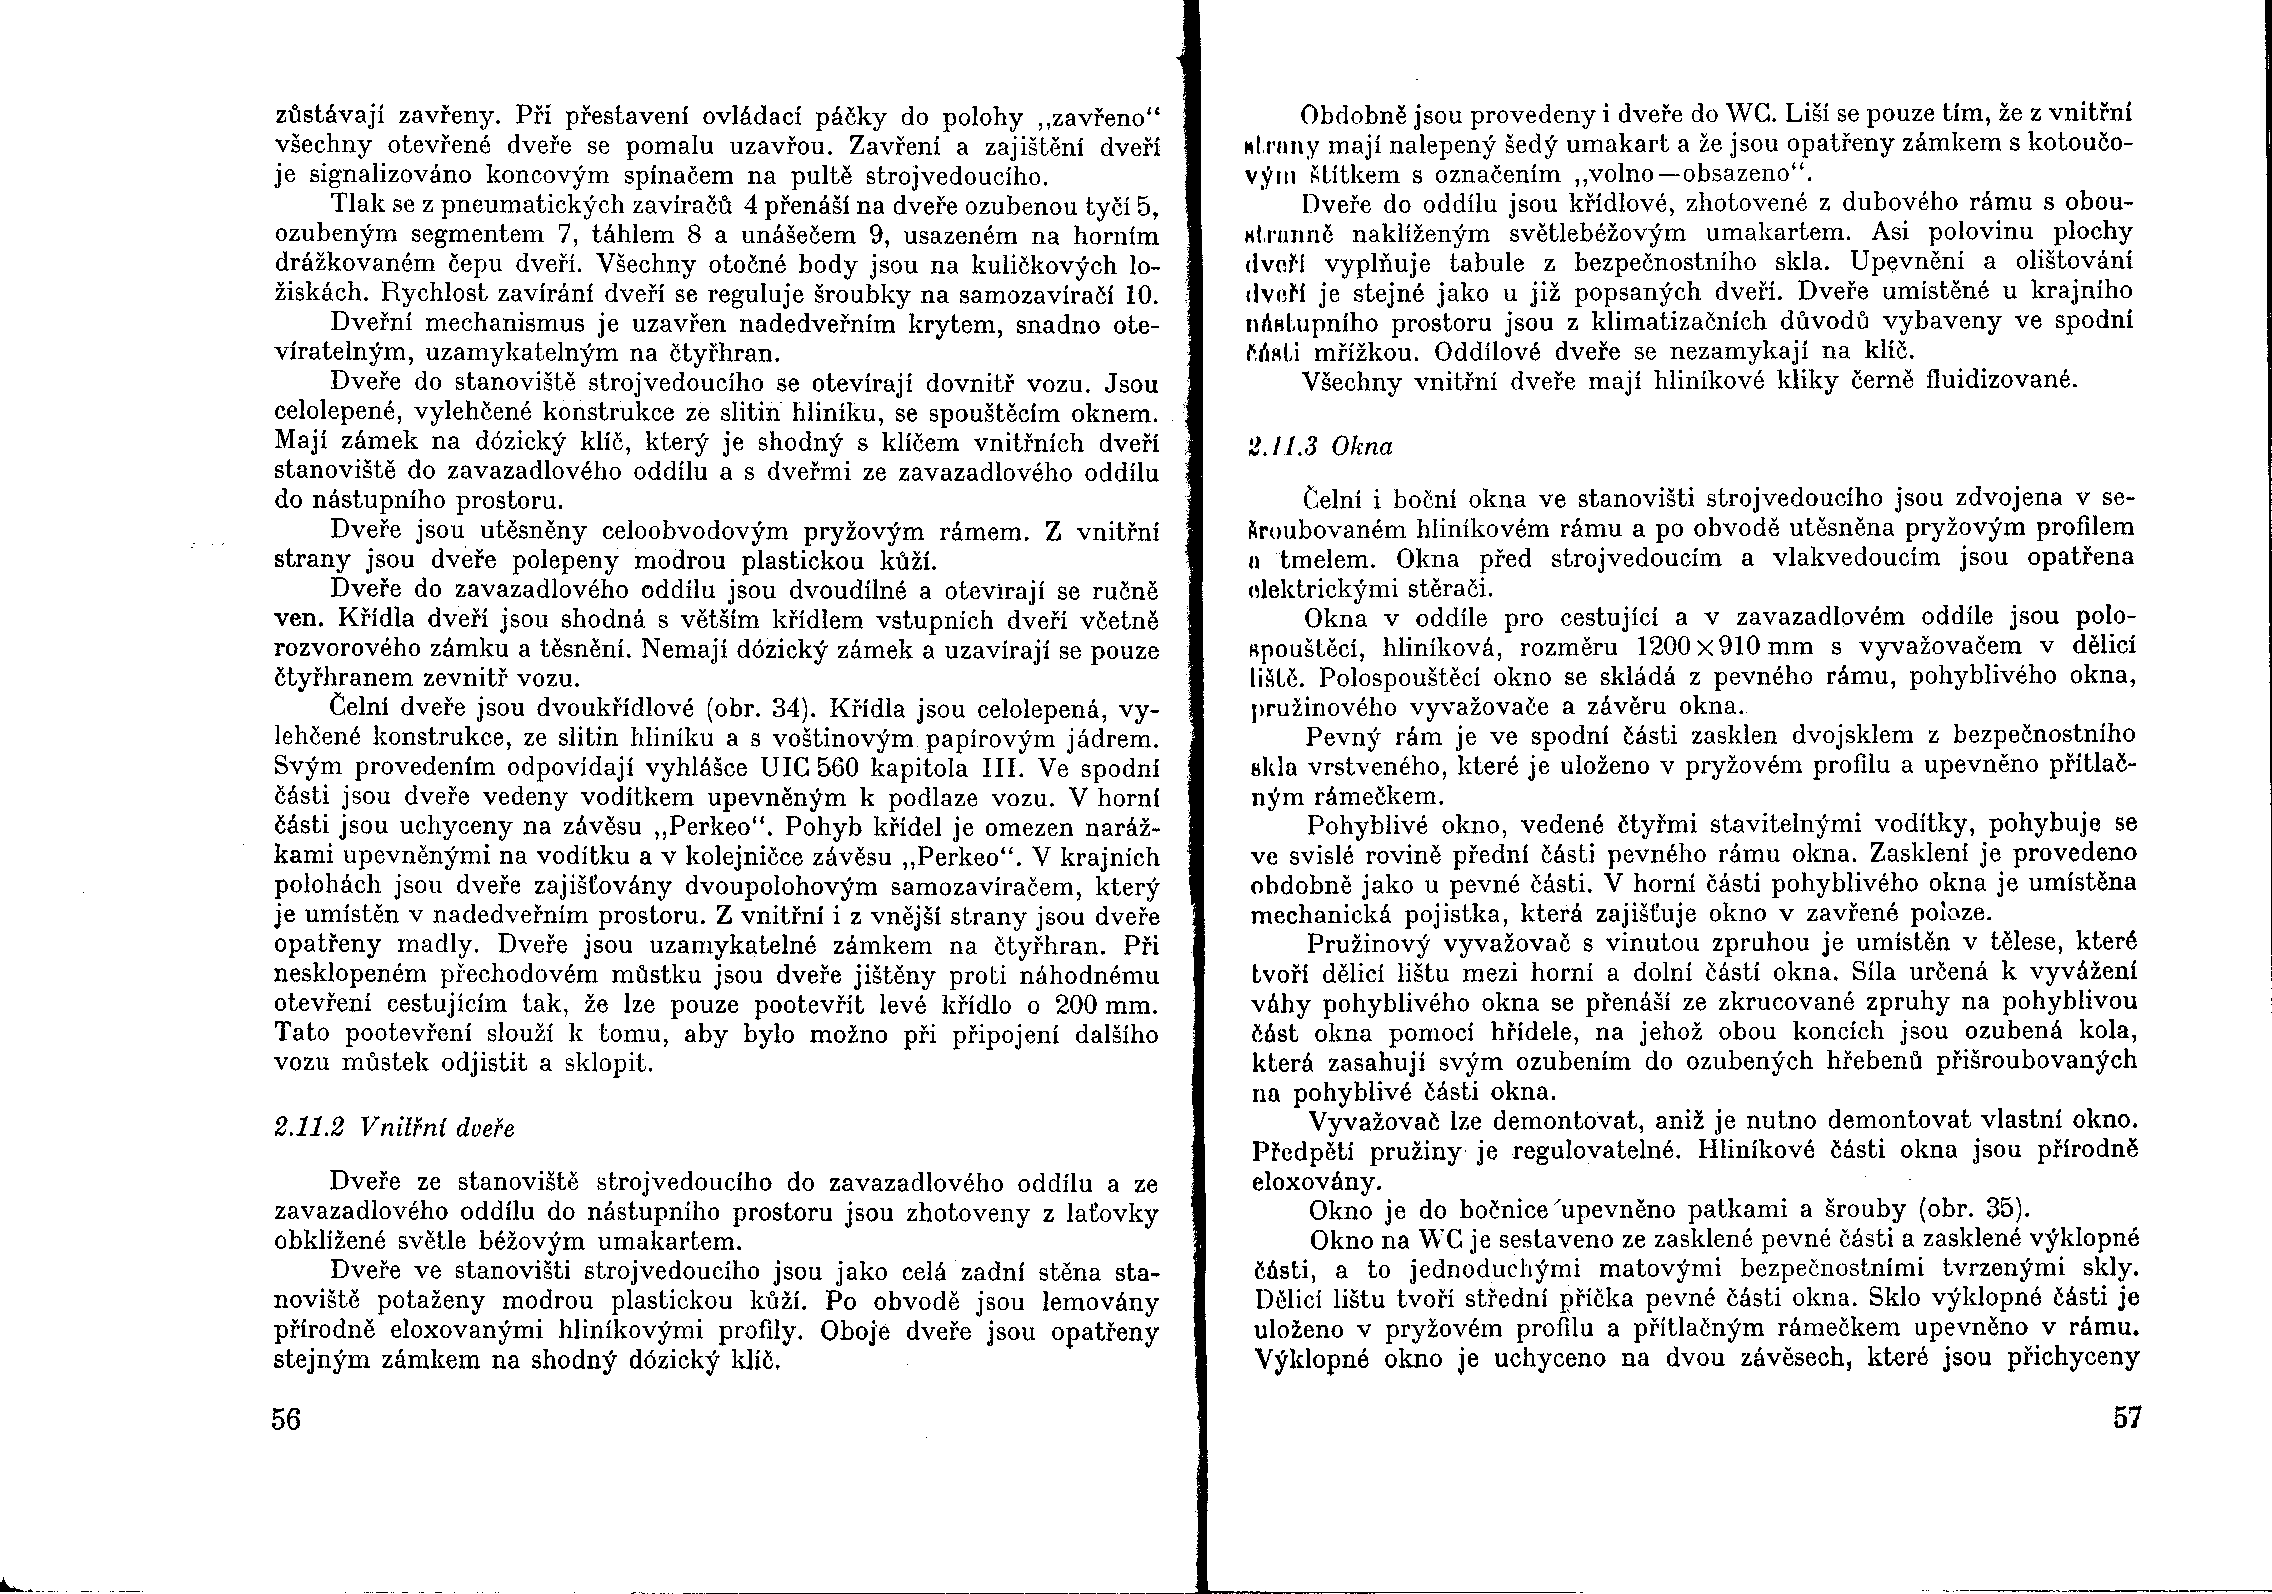 zůstávají zavřeny. Při přestavení ovládací páčky do polohy ,,zavřeno“
všechny otevřené dveře se pomalu uzavřou. Zavření a zajištění dveří
je signalizováno koncovým spínačem na pultě strojvedoucího.
Tlak se z pneumatických zavíračů 4 přenáší na dveře ozubenou tyčí 5,
ozubeným segmentem 7, táhlem 8 a unášečem 9, usazeném na horním
drážkovaném čepu dveří. Všechny otočné body jsou na kuličkových lo-
žiskách. Rychlost zavírání dveří se reguluje šroubky na samozavírači 10.
Dveřní mechanismus je uzavřen nadedveřním krytem, snadno ote-
víratelným, uzamykatelným na čtyřhran.
Dveře do stanoviště strojvedoucího se otevírají dovnitř vozu. Jsou
celolepené, vylehčené konstrukce ze slitin hliníku, se spouštěcím oknem.
Mají zámek na dózický klíč, který je shodný s klíčem vnitřních dveří
stanoviště do zavazadlového oddílu a s dveřmi ze zavazadlového oddílu
do nástupního prostoru.
Dveře jsou utěsněny celoobvodovým pryžovým rámem. Z vnitřní
strany jsou dveře polepeny modrou plastickou kůží.
Dveře do zavazadlového oddílu jsou dvoudílné a otevírají se ručně
ven. Křídla dveří jsou shodná s větším křídlem vstupních dveří včetně
rozvorového zámku a těsnění. Nemají dózický zámek a uzavírají se pouze
čtyřhranem zevnitř vozu.
Čelní dveře jsou dvoukřídlové (obr. 34). Křídla jsou celolepená, vy-
lehčené konstrukce, ze slitin hliníku a s voštinovým papírovým jádrem.
Svým provedením odpovídají vyhlášce UIC 560 kapitola III. Ve spodní
části jsou dveře vedeny vodítkem upevněným k podlaze vozu. V horní
části jsou uchyceny na závěsu ,,Perkeo“. Pohyb křídel je omezen naráž-
kami upevněnými na vodítku a v kolejničce závěsu ,,Perkeo“. V krajních
polohách jsou dveře zajišťovány dvoupolohovým samozavíračem, který
je umístěn v nadedveřním prostoru. Z vnitřní i z vnější strany jsou dveře
opatřeny madly. Dveře jsou uzamykatelné zámkem na čtyřhran. Při
nesklopeném přechodovém můstku jsou dveře jištěny proti náhodnému
otevření cestujícím tak, že lze pouze pootevřít levé křídlo o 200 mm.
Tato pootevření slouží k tomu, aby bylo možno při připojení dalšího
vozu můstek odjistit a sklopit.
2.11.2 Vnitřní dveře
Dveře ze stanoviště strojvedoucího do zavazadlového oddílu a ze
zavazadlového oddílu do nástupního prostoru jsou zhotoveny z laťovky
obklížené světle béžovým umakartem.
Dveře ve stanovišti strojvedoucího jsou jako celá zadní stěna sta-
noviště potaženy modrou plastickou kůží. Po obvodě jsou lemovány
přírodně eloxovanými hliníkovými profily. Oboje dveře jsou opatřeny
stejným zámkem na shodný dózický klíč.
56
Obdobně jsou provedeny i dveře do WC. Liší se pouze tím, že z vnitřní
strany mají nalepený šedý umakart a že jsou opatřeny zámkem s kotoučo-
vým štítkem s označením ,,volno—obsazeno“.
Dveře do oddílu jsou křídlové, zhotovené z dubového rámu s obou-
stranně naklíženým světlebéžovým umakartem. Asi polovinu plochy
dveří vyplňuje tabule z bezpečnostního skla. Upevnění a olištování
dveří je stejné jako u již popsaných dveří. Dveře umístěné u krajního
nástupního prostoru jsou z klimatizačních důvodů vybaveny ve spodní
části mřížkou. Oddílové dveře se nezamykají na klíč.
Všechny vnitřní dveře mají hliníkové kliky černě fluidizované.
2.11.3 Okna
Čelní i boční okna ve stanovišti strojvedoucího jsou zdvojena v se-
šroubovaném hliníkovém rámu a po obvodě utěsněna pryžovým profilem
a tmelem. Okna před strojvedoucím a vlakvedoucím jsou opatřena
elektrickými stěrači.
Okna v oddíle pro cestující a v zavazadlovém oddíle jsou polo-
spouštěcí, hliníková, rozměru 1200×910 mm s vyvažovačem v dělicí
liště. Polospouštěcí okno se skládá z pevného rámu, pohyblivého okna,
pružinového vyvažovače a závěru okna.
Pevný rám je ve spodní části zasklen dvojsklem z bezpečnostního
skla vrstveného, které je uloženo v pryžovém profilu a upevněno přítlač-
ným rámečkem.
Pohyblivé okno, vedené čtyřmi stavitelnými vodítky, pohybuje se
ve svislé rovině přední části pevného rámu okna. Zasklení je provedeno
obdobně jako u pevné části. V horní části pohyblivého okna je umístěna
mechanická pojistka, která zajišťuje okno v zavřené poloze.
Pružinový vyvažovač s vinutou zpruhou je umístěn v tělese, které
tvoří dělicí lištu mezi horní a dolní částí okna. Síla určená k vyvážení
váhy pohyblivého okna se přenáší ze zkrucované zpruhy na pohyblivou
část okna pomocí hřídele, na jehož obou koncích jsou ozubená kola,
která zasahují svým ozubením do ozubených hřebenů přišroubovaných
na pohyblivé části okna.
Vyvažovač lze demontovat, aniž je nutno demontovat vlastní okno.
Předpětí pružiny je regulovatelné. Hliníkové části okna jsou přírodně
eloxovány.
Okno je do bočnice upevněno patkami a šrouby (obr. 35).
Okno na WC je sestaveno ze zasklené pevné části a zasklené výklopné
části, a to jednoduchými matovými bezpečnostními tvrzenými skly.
Dělicí lištu tvoří střední příčka pevné části okna. Sklo výklopné části je
uloženo v pryžovém profilu a přítlačným rámečkem upevněno v rámu.
Výklopné okno je uchyceno na dvou závěsech, které jsou přichyceny
57